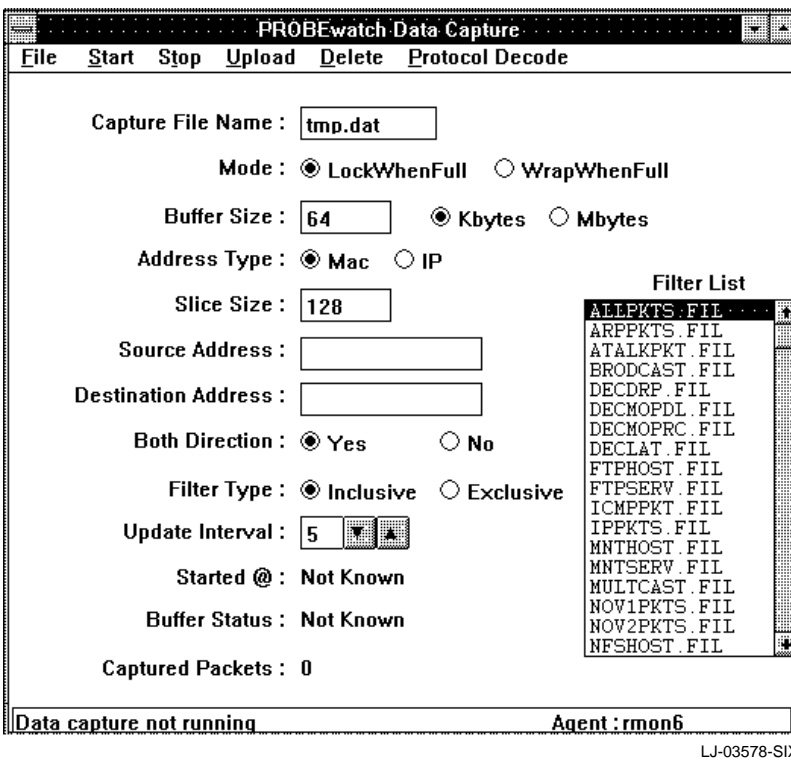 PROBEwatch Data Capture
File Start Stop Upload Delete Protocol Decode
Capture File Name : tmp.dat
Mode : LockWhenFull WrapWhenFull
Buffer Size : 64 Kbytes Mbytes
Address Type : Mac IP
Slice Size : 128
Source Address :
Destination Address :
Both Direction : Yes No
Filter Type : Inclusive Exclusive
Update Interval : 5
Started @ : Not Known
Buffer Status : Not Known
Captured Packets : 0
Filter List
ALLPKTS.FIL
ARPPKTS.FIL
ATALKPKT.FIL
BRODCAST.FIL
DECDRP.FIL
DECMOPDL.FIL
DECMOPRC.FIL
DECLAT.FIL
FTPHOST.FIL
FTPSERV.FIL
ICMPPKT.FIL
IPPKTS.FIL
MNTHOST.FIL
MNTSERV.FIL
MULTCAST.FIL
NOV1PKTS.FIL
NOV2PKTS.FIL
NFSHOST.FIL
Data capture not running Agent :rmon6
LJ-03578-SIX